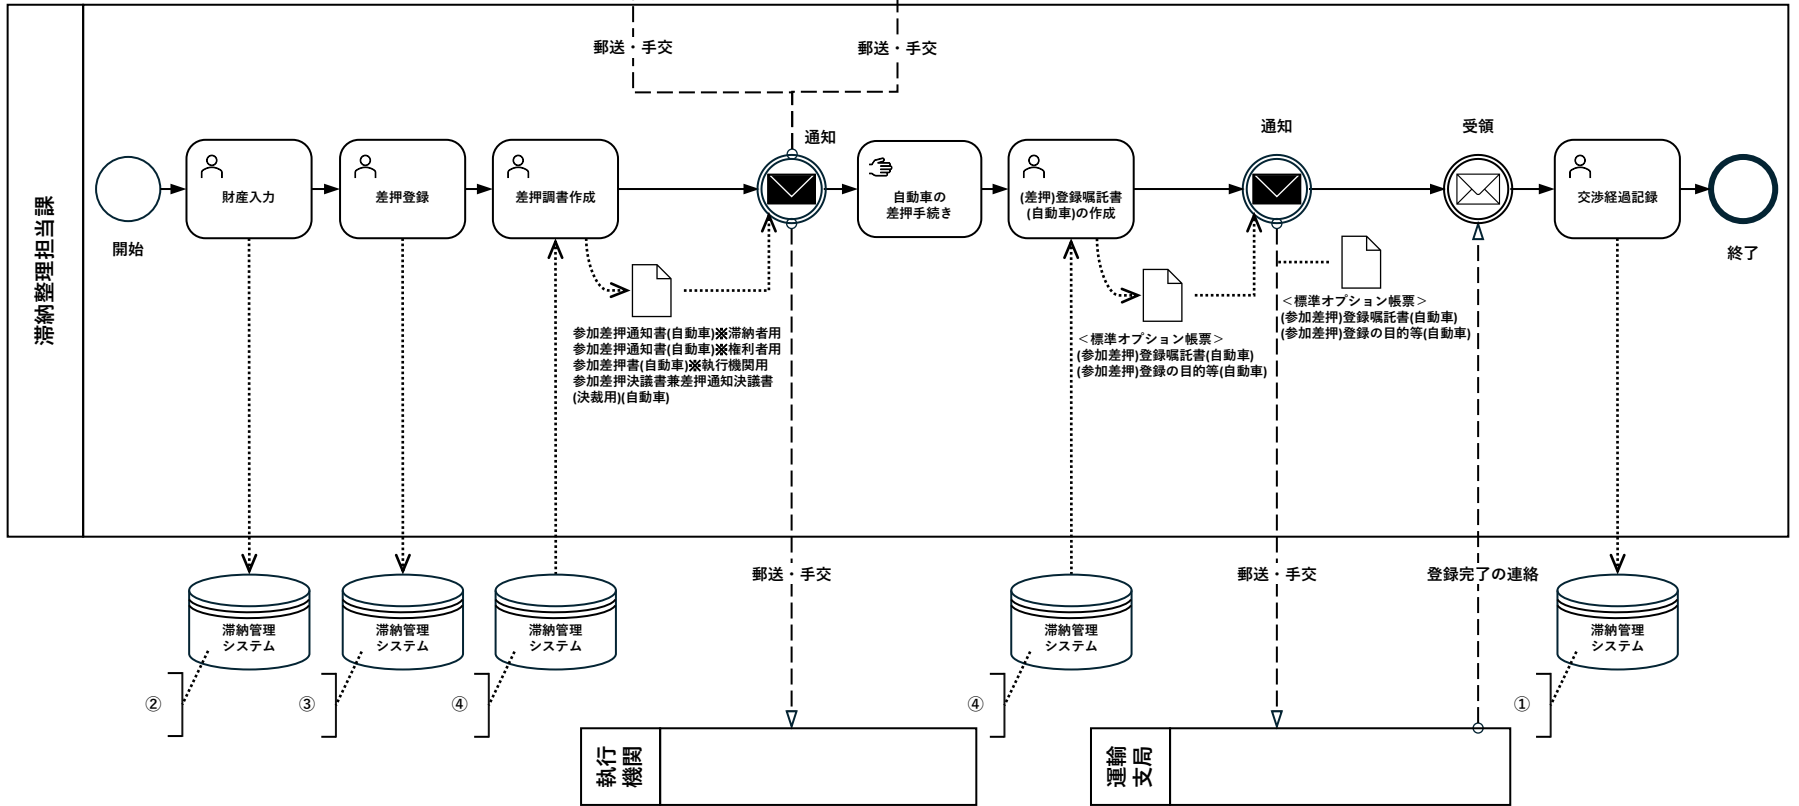 郵送・手交
郵送・手交
滞納整理担当課
開始
財産入力
差押登録
差押調書作成
通知
自動車の
差押手続き
(差押)登録嘱託書
(自動車)の作成
通知
受領
交渉経過記録
終了
参加差押通知書(自動車)※滞納者用
参加差押通知書(自動車)※権利者用
参加差押書(自動車)※執行機関用
参加差押決議書兼差押通知決議書
(決裁用)(自動車)
＜標準オプション帳票＞
(参加差押)登録嘱託書(自動車)
(参加差押)登録の目的等(自動車)
＜標準オプション帳票＞
(参加差押)登録嘱託書(自動車)
(参加差押)登録の目的等(自動車)
郵送・手交
郵送・手交
登録完了の連絡
滞納管理
システム
滞納管理
システム
滞納管理
システム
滞納管理
システム
滞納管理
システム
②
③
④
④
①
執行
機関
運輸
支局